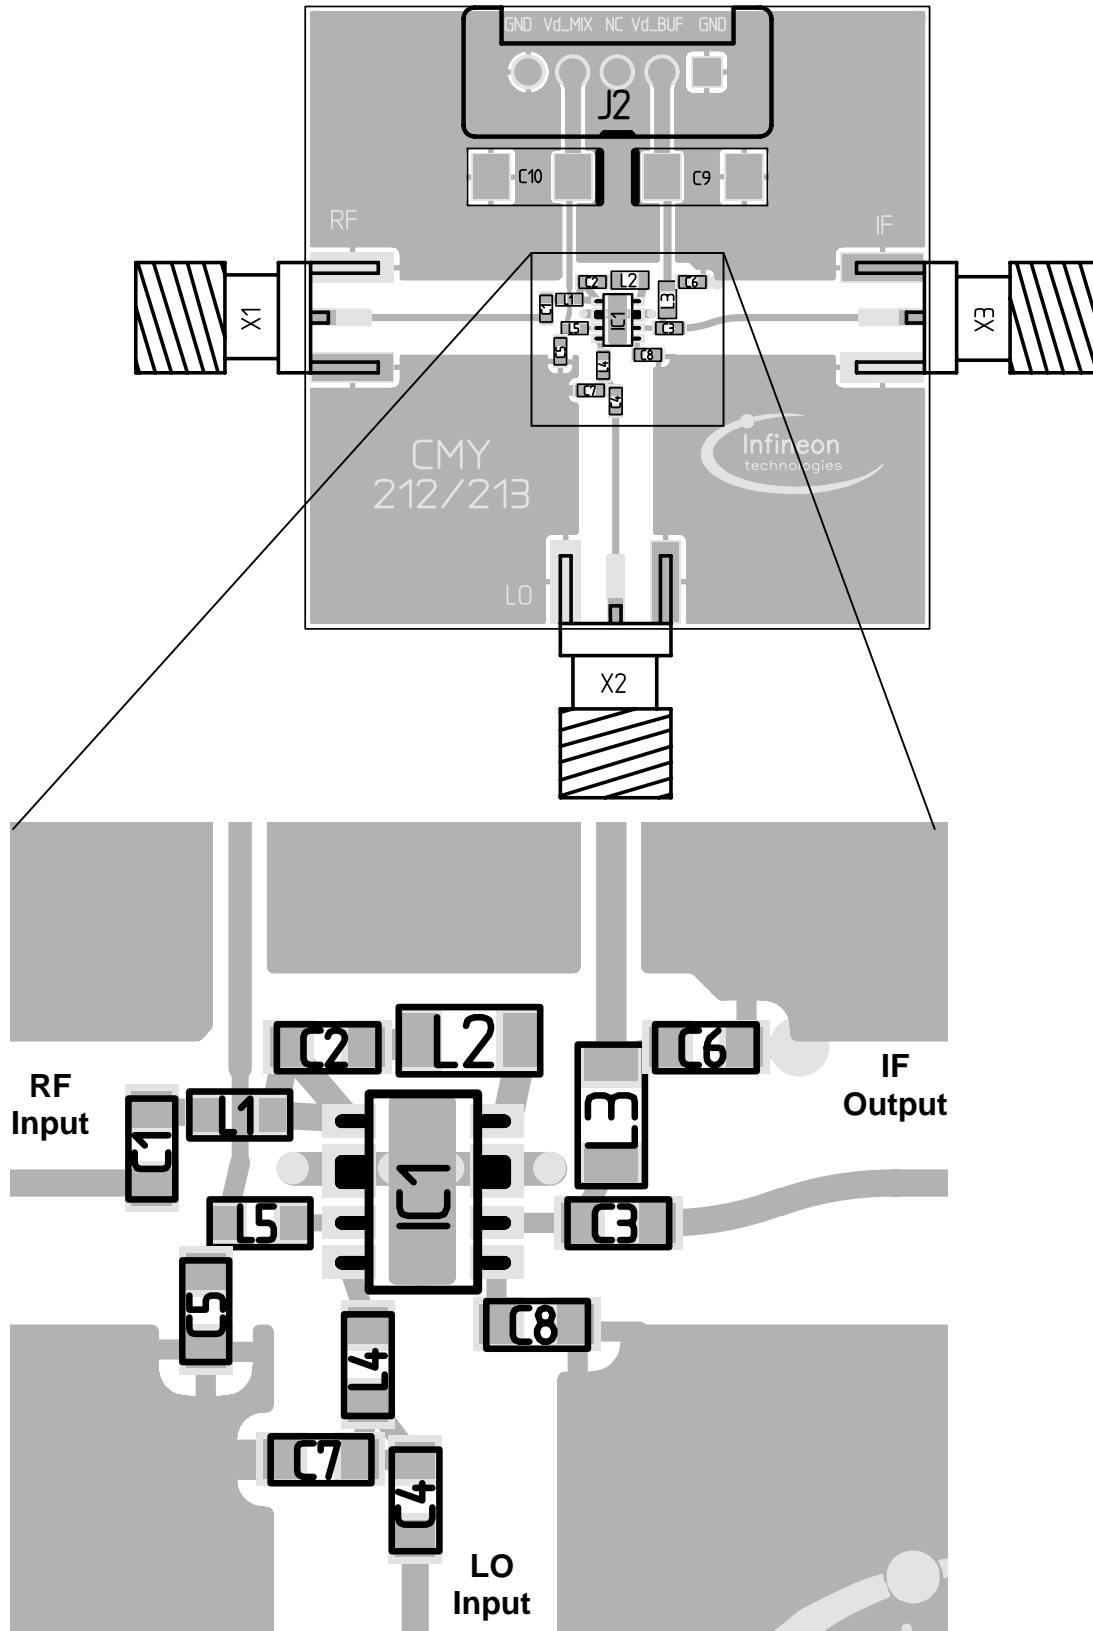 GND Vd_MIX NC Vd_BUF GND
J2
C10
C9
RF
IF
C2
L2
C6
C1
L1
L3
IC1
X1
X3
L5
C3
C5
L4
C8
C7
C4
CMY
212/213
Infineon
technologies
LO
X2
C2
L2
C6
IF
Output
RF
Input
C1
L1
L3
IC1
L5
C3
C5
C8
L4
C7
C4
LO
Input